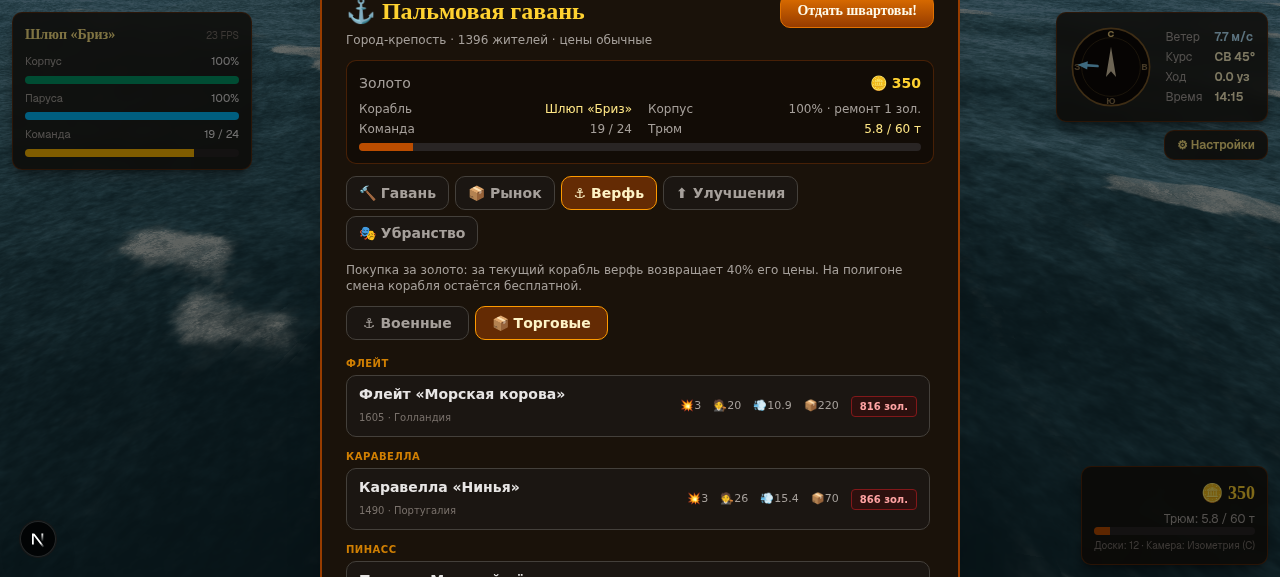 Шлюп «Бриз» 23 FPS
Корпус 100%
Паруса 100%
Команда 19 / 24
⚓ Пальмовая гавань
Отдать швартовы!
Город-крепость · 1396 жителей · цены обычные
Золото 🪙 350
Корабль Шлюп «Бриз» Корпус 100% · ремонт 1 зол.
Команда 19 / 24 Трюм 5.8 / 60 т
🔨 Гавань 📦 Рынок ⚓ Верфь ⬆ Улучшения
🎭 Убранство
Покупка за золото: за текущий корабль верфь возвращает 40% его цены. На полигоне
смена корабля остаётся бесплатной.
⚓ Военные 📦 Торговые
ФЛЕЙТ
Флейт «Морская корова»
1605 · Голландия
💥3 20 💨10.9 📦220 816 зол.
КАРАВЕЛЛА
Каравелла «Нинья»
1490 · Португалия
💥3 26 💨15.4 📦70 866 зол.
ПИНАСС
С
З В
Ю
Ветер 7.7 м/с
Курс СВ 45°
Ход 0.0 уз
Время 14:15
⚙ Настройки
🪙 350
Трюм: 5.8 / 60 т
Доски: 12 · Камера: Изометрия (C)
N